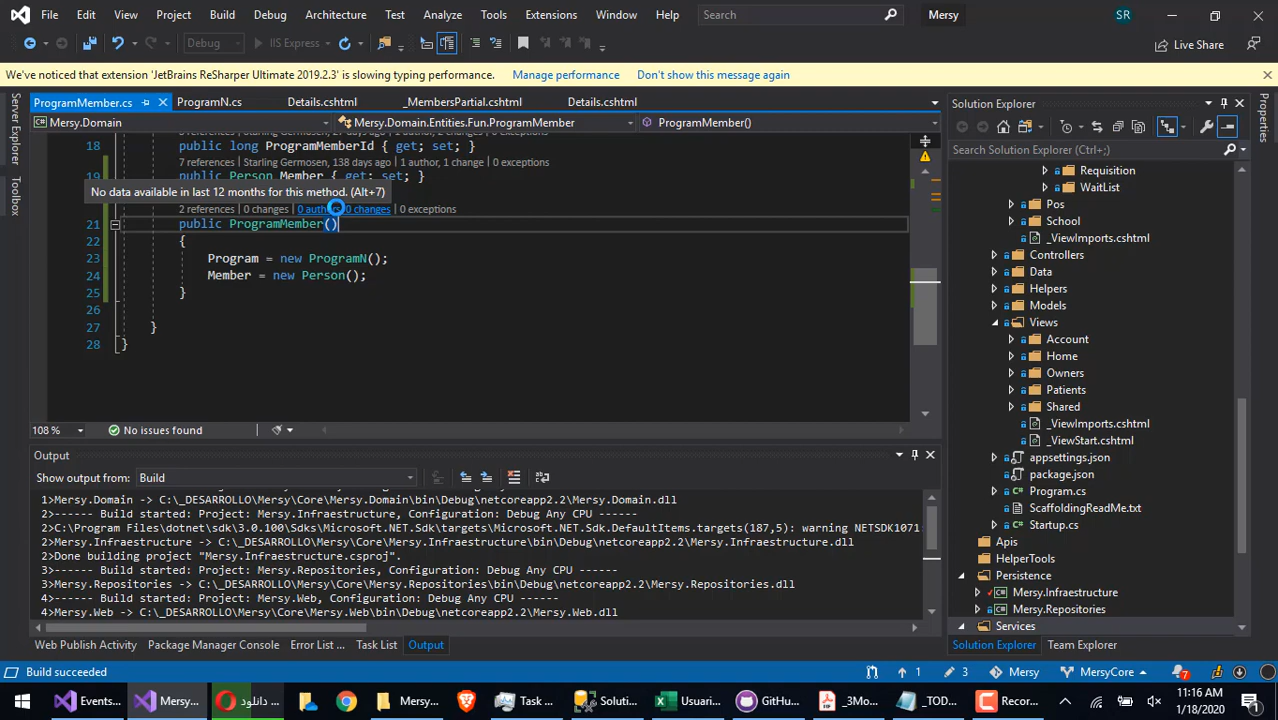 File Edit View Project Build Debug Architecture Test Analyze Tools Extensions Window Help Search Mersy SR
Debug IIS Express Live Share
We've noticed that extension 'JetBrains ReSharper Ultimate 2019.2.3' is slowing typing performance. Manage performance Don't show this message again
Server Explorer
Toolbox
ProgramMember.cs ProgramN.cs Details.cshtml _MembersPartial.cshtml Details.cshtml
Mersy.Domain Mersy.Domain.Entities.Fun.ProgramMember ProgramMember()
18 public long ProgramMemberId { get; set; }
7 references | Starling Germosen, 138 days ago | 1 author, 1 change | 0 exceptions
19 public Person Member { get; set; }
No data available in last 12 months for this method. (Alt+7)
2 references | 0 changes | 0 authors, 0 changes | 0 exceptions
21 public ProgramMember()
22 {
23 Program = new ProgramN();
24 Member = new Person();
25 }
26
27 }
28 }
108 % No issues found
Output
Show output from: Build
1>Mersy.Domain -> C:\_DESARROLLO\Mersy\Core\Mersy.Domain\bin\Debug\netcoreapp2.2\Mersy.Domain.dll
2>------ Build started: Project: Mersy.Infraestructure, Configuration: Debug Any CPU ------
2>C:\Program Files\dotnet\sdk\3.0.100\Sdks\Microsoft.NET.Sdk\targets\Microsoft.NET.Sdk.DefaultItems.targets(187,5): warning NETSDK1071
2>Mersy.Infraestructure -> C:\_DESARROLLO\Mersy\Core\Mersy.Infraestructure\bin\Debug\netcoreapp2.2\Mersy.Infraestructure.dll
2>Done building project "Mersy.Infraestructure.csproj".
3>------ Build started: Project: Mersy.Repositories, Configuration: Debug Any CPU ------
3>Mersy.Repositories -> C:\_DESARROLLO\Mersy\Core\Mersy.Repositories\bin\Debug\netcoreapp2.2\Mersy.Repositories.dll
4>------ Build started: Project: Mersy.Web, Configuration: Debug Any CPU ------
4>Mersy.Web -> C:\_DESARROLLO\Mersy\Core\Mersy.Web\bin\Debug\netcoreapp2.2\Mersy.Web.dll
Web Publish Activity Package Manager Console Error List ... Task List Output
Solution Explorer
Search Solution Explorer (Ctrl+;)
Requisition
WaitList
Pos
School
_ViewImports.cshtml
Controllers
Data
Helpers
Models
Views
Account
Home
Owners
Patients
Shared
_ViewImports.cshtml
_ViewStart.cshtml
appsettings.json
package.json
Program.cs
ScaffoldingReadMe.txt
Startup.cs
Apis
HelperTools
Persistence
Mersy.Infraestructure
Mersy.Repositories
Services
Solution Explorer Team Explorer
Properties
Build succeeded 1 3 Mersy MersyCore 7
Events... Mersy... دانلود ... Mersy... Task ... Solutio... Usuari... GitHu... _3Mo... _TOD... Recor...
11:16 AM
1/18/2020